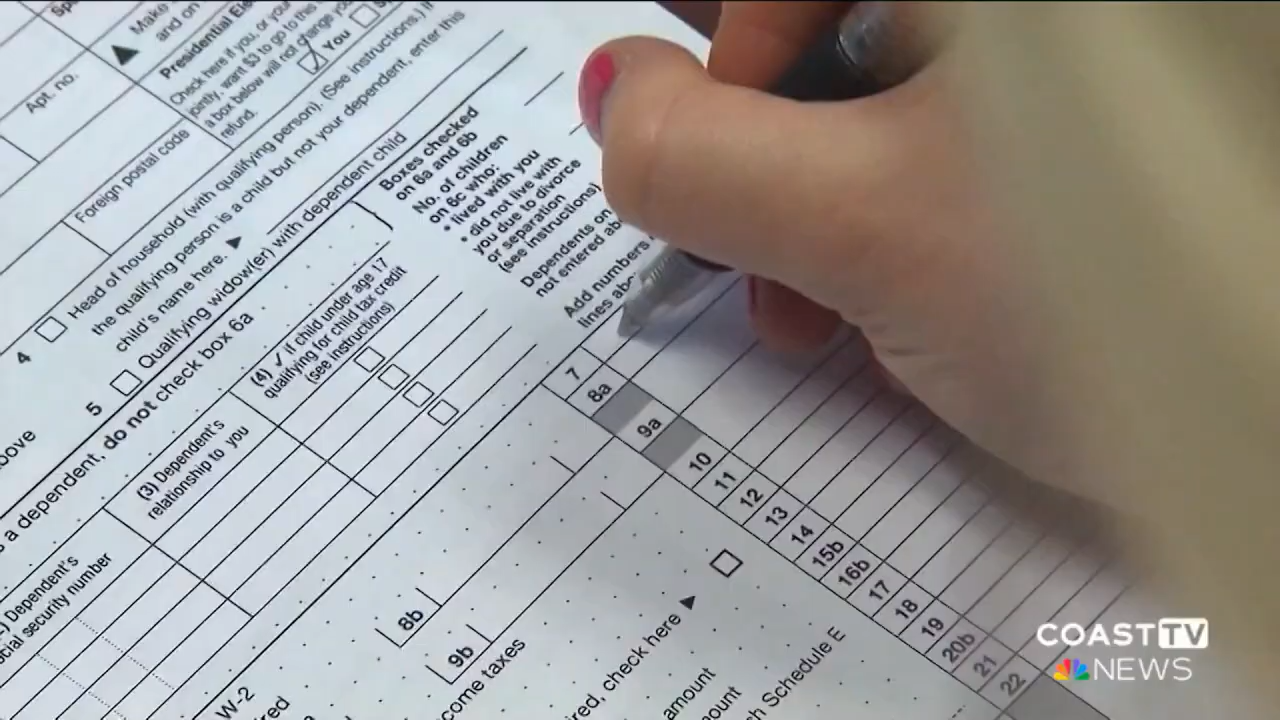 Make
and on
Presidential Ele
Check here if you, or your
jointly, want $3 to go to this
a box below will not change you
refund.
You
Apt. no.
Foreign postal code
4
Head of household (with qualifying person). (See instructions.) If
the qualifying person is a child but not your dependent, enter this
child's name here.
5
Qualifying widow(er) with dependent child
a dependent, do not check box 6a
Boxes checked
on 6a and 6b
No. of children
on 6c who:
• lived with you
• did not live with
you due to divorce
or separation
(see instructions)
Dependents on
not entered ab
Add numbers
lines abo
(3) Dependent's
relationship to you
(4) ✓ if child under age 17
qualifying for child tax credit
(see instructions)
Dependent's
social security number
7
8a
8b
9a
9b
10
11
12
13
14
15b
16b
17
18
19
20b
21
22
W-2
come taxes
red, check here
amount
ount
h Schedule E
COAST TV
NEWS